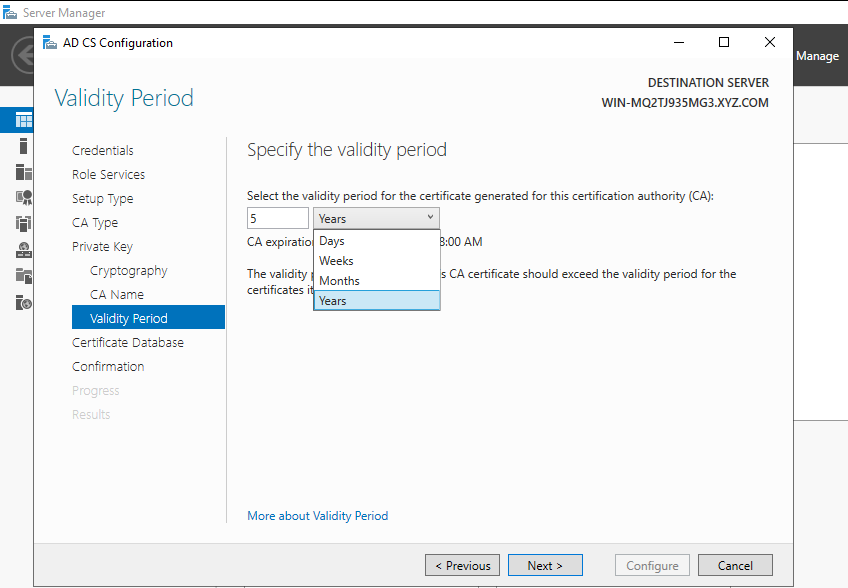 Server Manager
AD CS Configuration
Manage
DESTINATION SERVER
WIN-MQ2TJ935MG3.XYZ.COM
Validity Period
Credentials
Role Services
Setup Type
CA Type
Private Key
Cryptography
CA Name
Validity Period
Certificate Database
Confirmation
Progress
Results
Specify the validity period
Select the validity period for the certificate generated for this certification authority (CA):
5 Years
Days
Weeks
Months
Years
CA expiration 8:00 AM
The validity CA certificate should exceed the validity period for the
certificates
More about Validity Period
< Previous Next > Configure Cancel